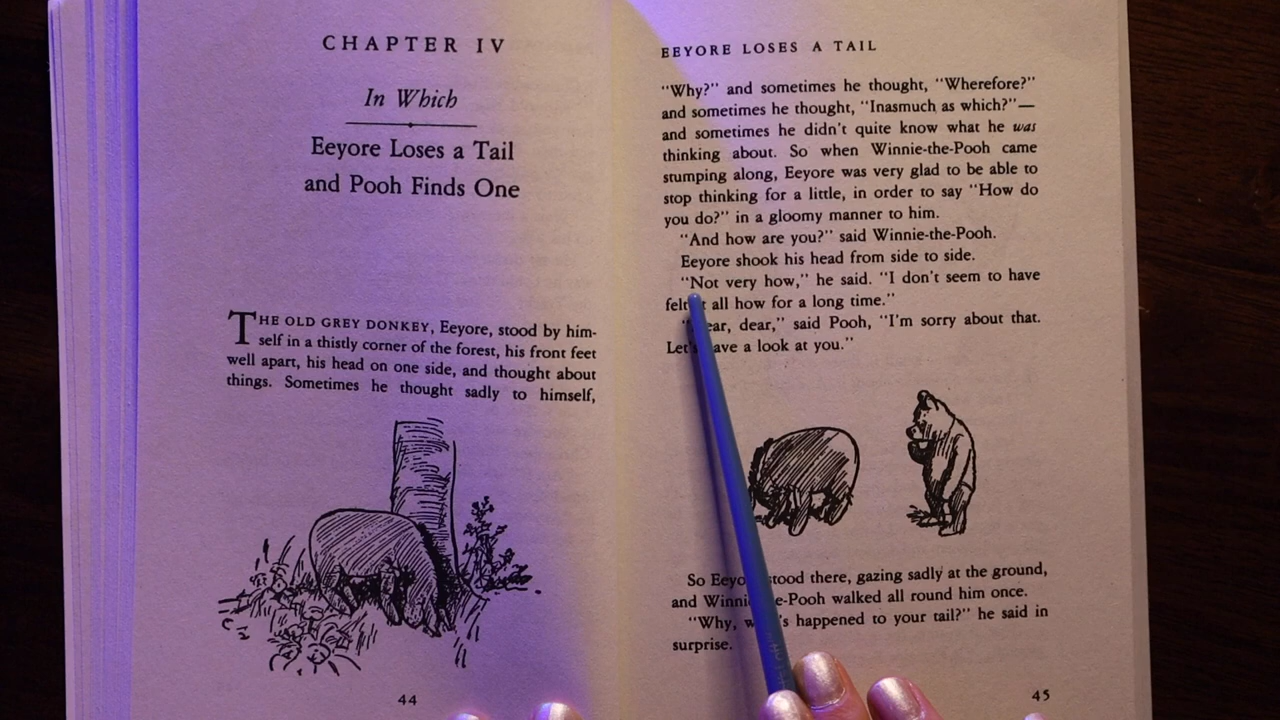 CHAPTER IV
In Which
Eeyore Loses a Tail
and Pooh Finds One
THE OLD GREY DONKEY, Eeyore, stood by him-
self in a thistly corner of the forest, his front feet
well apart, his head on one side, and thought about
things. Sometimes he thought sadly to himself,
44
EEYORE LOSES A TAIL
“Why?” and sometimes he thought, “Wherefore?”
and sometimes he thought, “Inasmuch as which?”—
and sometimes he didn’t quite know what he was
thinking about. So when Winnie-the-Pooh came
stumping along, Eeyore was very glad to be able to
stop thinking for a little, in order to say “How do
you do?” in a gloomy manner to him.
“And how are you?” said Winnie-the-Pooh.
Eeyore shook his head from side to side.
“Not very how,” he said. “I don’t seem to have
felt all how for a long time.”
dear,” said Pooh, “I’m sorry about that.
a look at you.”
So stood there, gazing sadly at the ground,
and walked all round him once.
“Why, happened to your tail?” he said in
surprise.
45